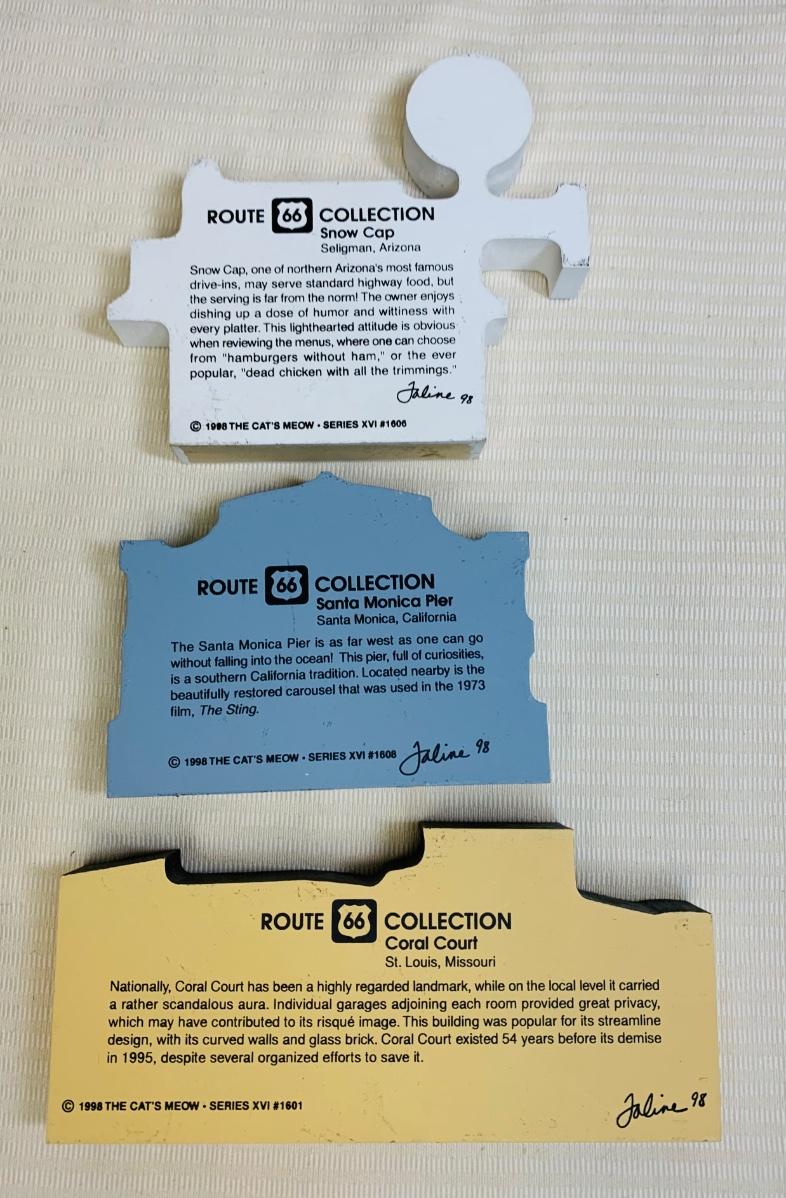 ROUTE 66 COLLECTION
Snow Cap
Seligman, Arizona
Snow Cap, one of northern Arizona's most famous
drive-ins, may serve standard highway food, but
the serving is far from the norm! The owner enjoys
dishing up a dose of humor and wittiness with
every platter. This lighthearted attitude is obvious
when reviewing the menus, where one can choose
from "hamburgers without ham," or the ever
popular, "dead chicken with all the trimmings."
Faline 98
© 1998 THE CAT'S MEOW • SERIES XVI #1606
ROUTE 66 COLLECTION
Santa Monica Pier
Santa Monica, California
The Santa Monica Pier is as far west as one can go
without falling into the ocean! This pier, full of curiosities,
is a southern California tradition. Located nearby is the
beautifully restored carousel that was used in the 1973
film, The Sting.
© 1998 THE CAT'S MEOW • SERIES XVI #1608 Faline 98
ROUTE 66 COLLECTION
Coral Court
St. Louis, Missouri
Nationally, Coral Court has been a highly regarded landmark, while on the local level it carried
a rather scandalous aura. Individual garages adjoining each room provided great privacy,
which may have contributed to its risqué image. This building was popular for its streamline
design, with its curved walls and glass brick. Coral Court existed 54 years before its demise
in 1995, despite several organized efforts to save it.
© 1998 THE CAT'S MEOW • SERIES XVI #1601 Faline 98